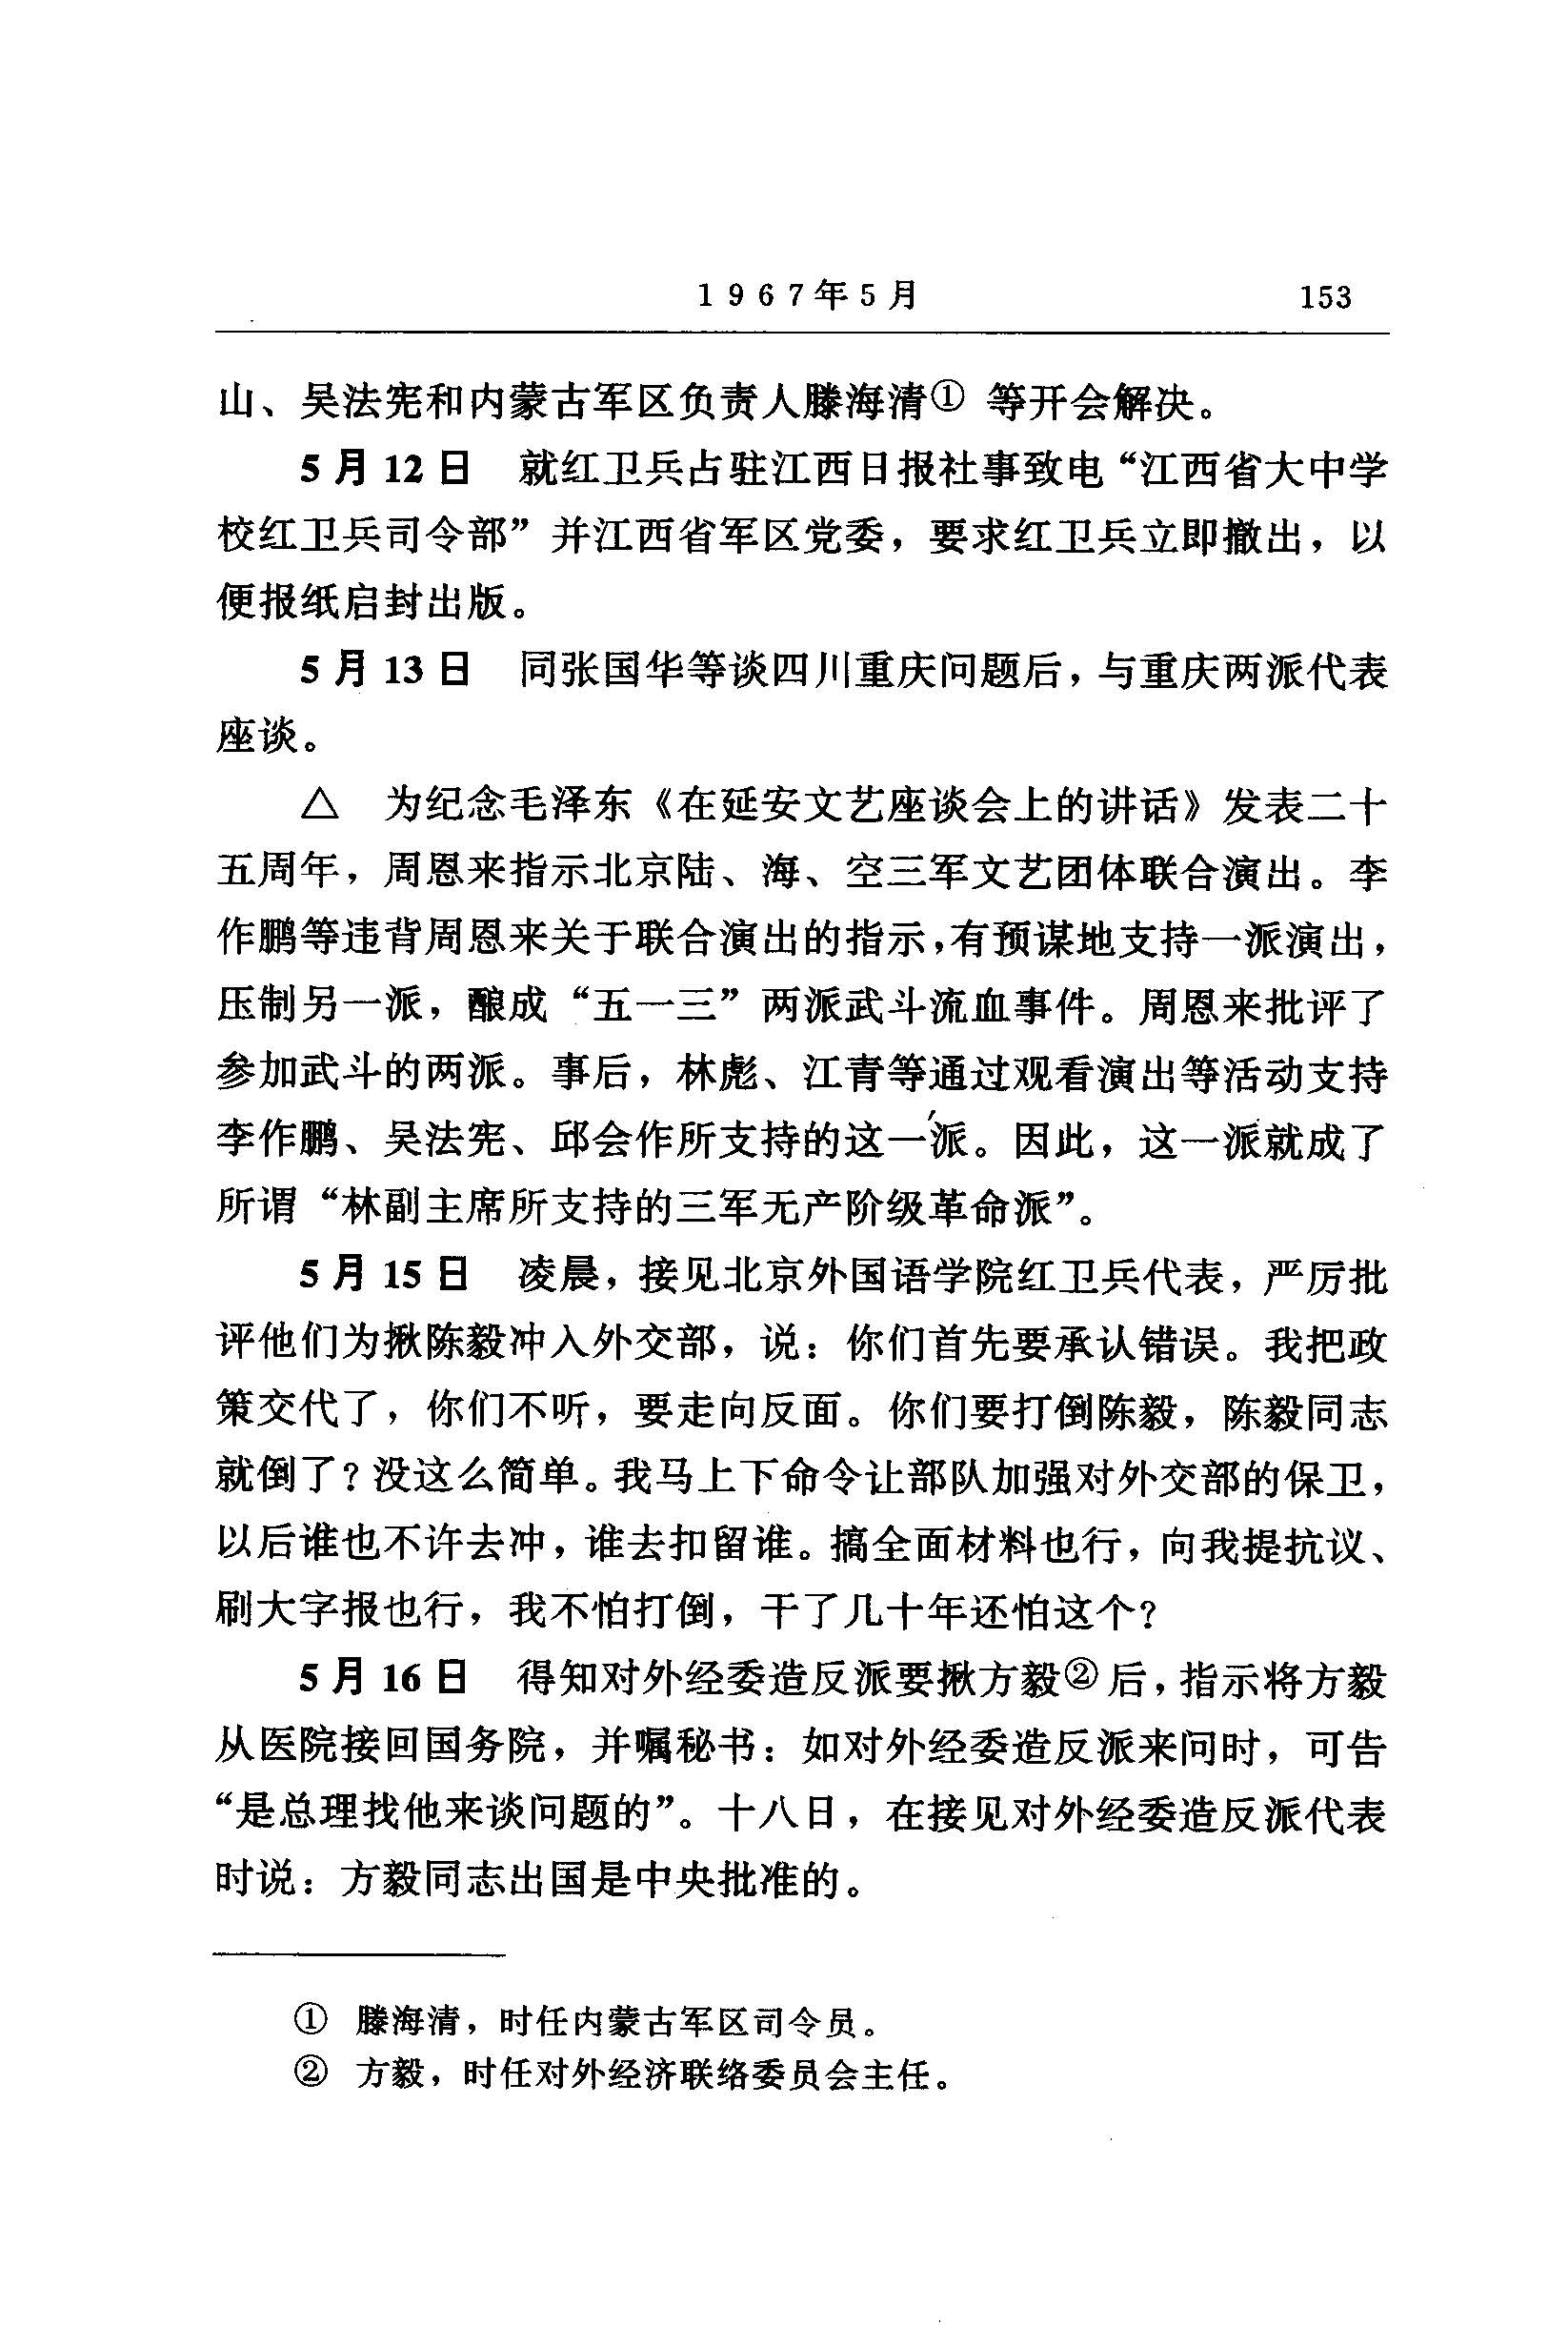 1967年5月 153
山、吴法宪和内蒙古军区负责人滕海清① 等开会解决。
5月12日 就红卫兵占驻江西日报社事致电“江西省大中学
校红卫兵司令部”并江西省军区党委，要求红卫兵立即撤出，以
便报纸启封出版。
5月13日 同张国华等谈四川重庆问题后，与重庆两派代表
座谈。
△ 为纪念毛泽东《在延安文艺座谈会上的讲话》发表二十
五周年，周恩来指示北京陆、海、空三军文艺团体联合演出。李
作鹏等违背周恩来关于联合演出的指示，有预谋地支持一派演出，
压制另一派，酿成“五一三”两派武斗流血事件。周恩来批评了
参加武斗的两派。事后，林彪、江青等通过观看演出等活动支持
李作鹏、吴法宪、邱会作所支持的这一派。因此，这一派就成了
所谓“林副主席所支持的三军无产阶级革命派”。
5月15日 凌晨，接见北京外国语学院红卫兵代表，严厉批
评他们为揪陈毅冲入外交部，说：你们首先要承认错误。我把政
策交代了，你们不听，要走向反面。你们要打倒陈毅，陈毅同志
就倒了？没这么简单。我马上下命令让部队加强对外交部的保卫，
以后谁也不许去冲，谁去扣留谁。搞全面材料也行，向我提抗议、
刷大字报也行，我不怕打倒，干了几十年还怕这个？
5月16日 得知对外经委造反派要揪方毅②后，指示将方毅
从医院接回国务院，并嘱秘书：如对外经委造反派来问时，可告
“是总理找他来谈问题的”。十八日，在接见对外经委造反派代表
时说：方毅同志出国是中央批准的。
① 滕海清，时任内蒙古军区司令员。
② 方毅，时任对外经济联络委员会主任。